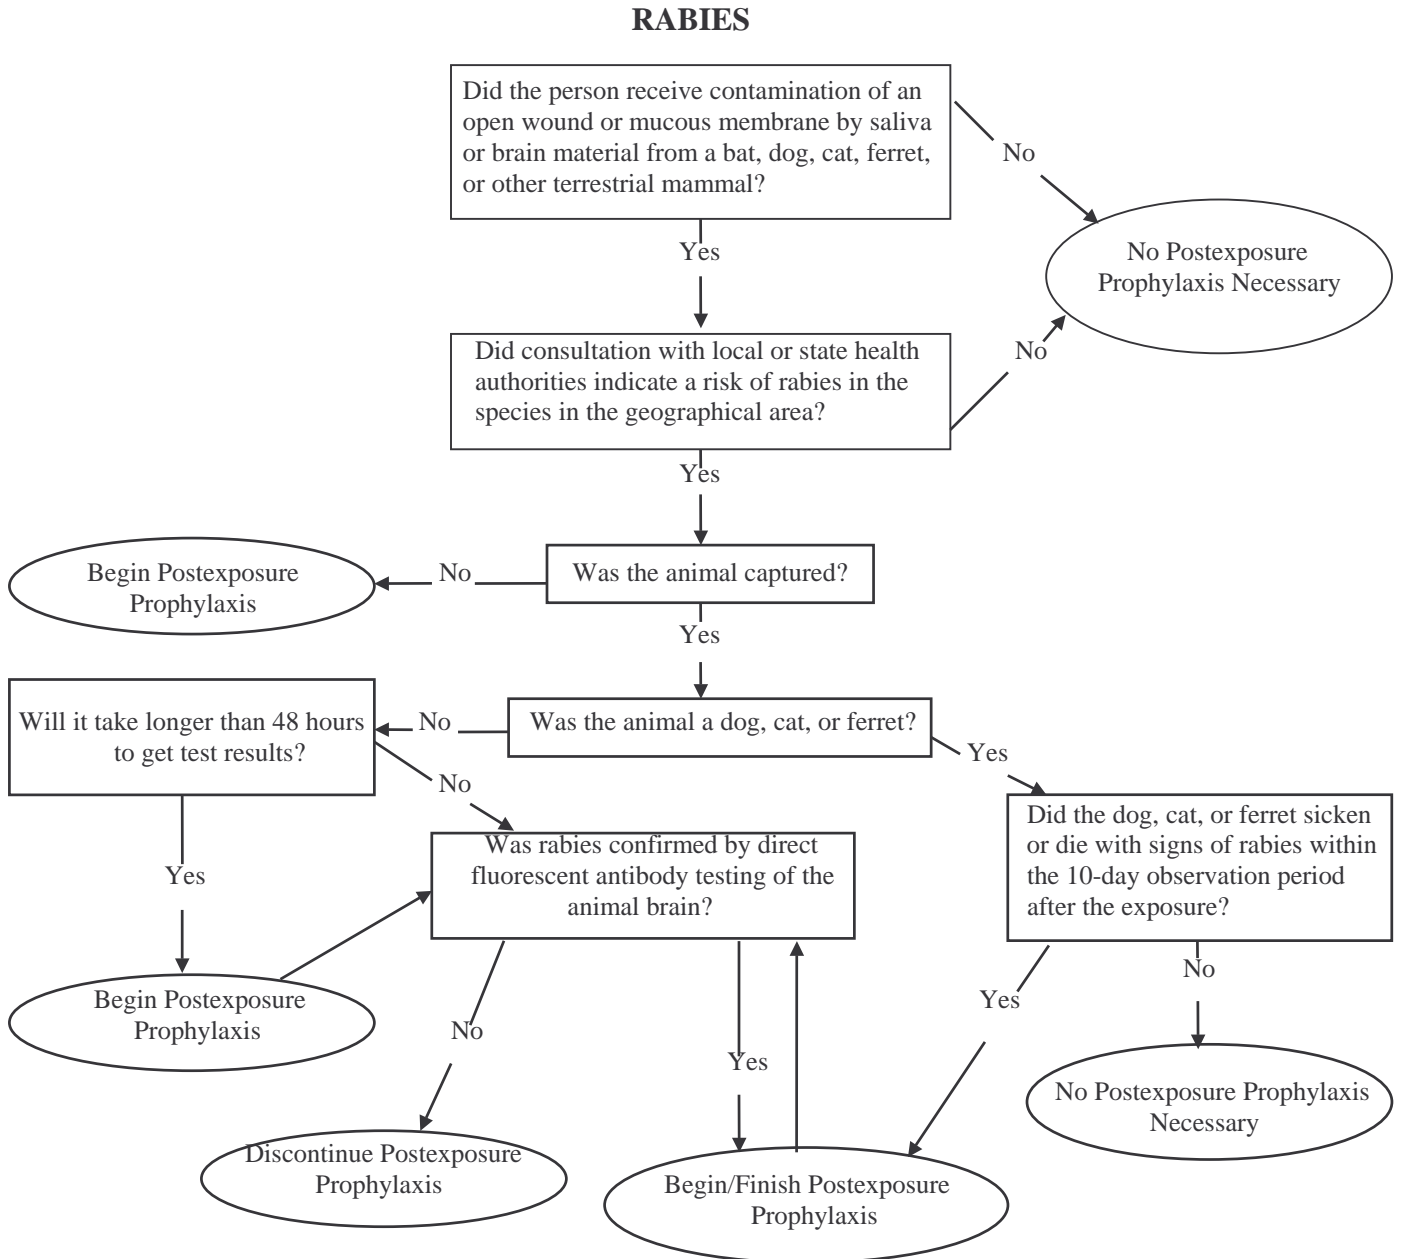 RABIES
Did the person receive contamination of an
open wound or mucous membrane by saliva
or brain material from a bat, dog, cat, ferret,
or other terrestrial mammal?
No
Yes
No Postexposure
Prophylaxis Necessary
Did consultation with local or state health
authorities indicate a risk of rabies in the
species in the geographical area?
No
Yes
Was the animal captured?
No
Begin Postexposure
Prophylaxis
Yes
Was the animal a dog, cat, or ferret?
No
Yes
Will it take longer than 48 hours
to get test results?
No
Yes
Did the dog, cat, or ferret sicken
or die with signs of rabies within
the 10-day observation period
after the exposure?
Was rabies confirmed by direct
fluorescent antibody testing of the
animal brain?
Begin Postexposure
Prophylaxis
No
Yes
Yes
No
No Postexposure Prophylaxis
Necessary
Discontinue Postexposure
Prophylaxis
Begin/Finish Postexposure
Prophylaxis